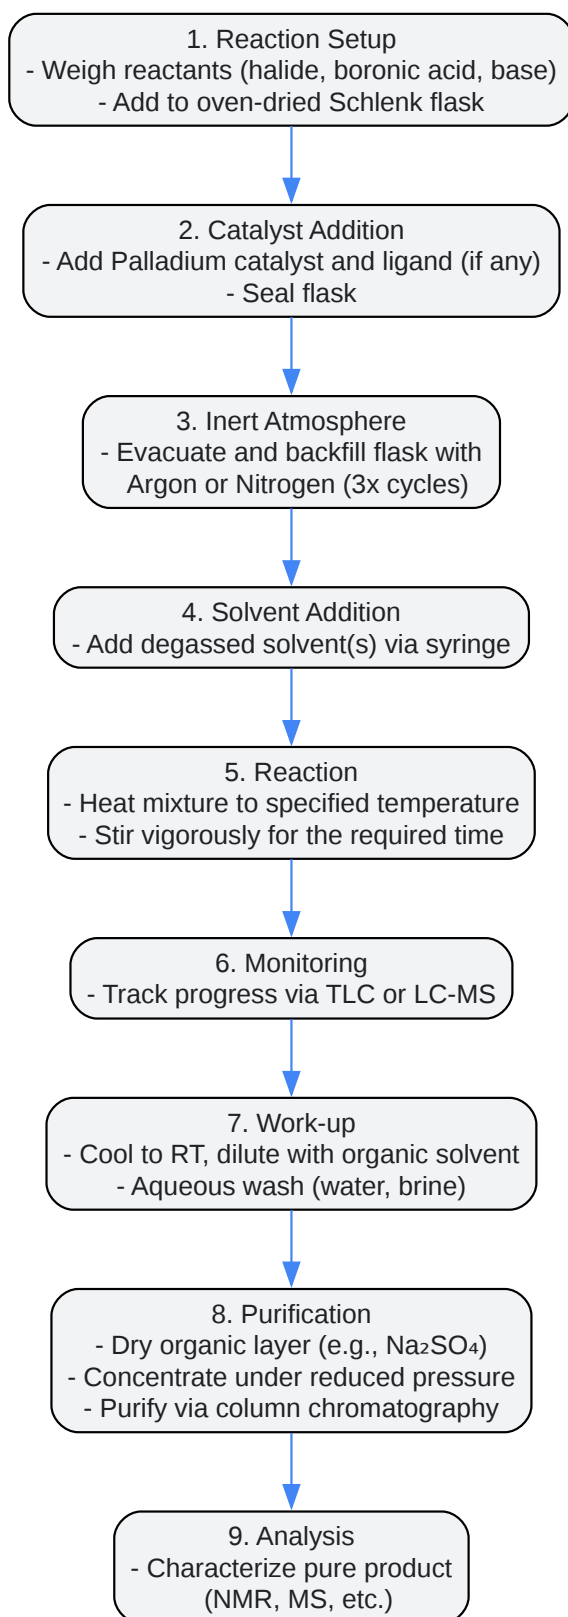 1. Reaction Setup
- Weigh reactants (halide, boronic acid, base)
- Add to oven-dried Schlenk flask
2. Catalyst Addition
- Add Palladium catalyst and ligand (if any)
- Seal flask
3. Inert Atmosphere
- Evacuate and backfill flask with
Argon or Nitrogen (3x cycles)
4. Solvent Addition
- Add degassed solvent(s) via syringe
5. Reaction
- Heat mixture to specified temperature
- Stir vigorously for the required time
6. Monitoring
- Track progress via TLC or LC-MS
7. Work-up
- Cool to RT, dilute with organic solvent
- Aqueous wash (water, brine)
8. Purification
- Dry organic layer (e.g., Na₂SO₄)
- Concentrate under reduced pressure
- Purify via column chromatography
9. Analysis
- Characterize pure product
(NMR, MS, etc.)